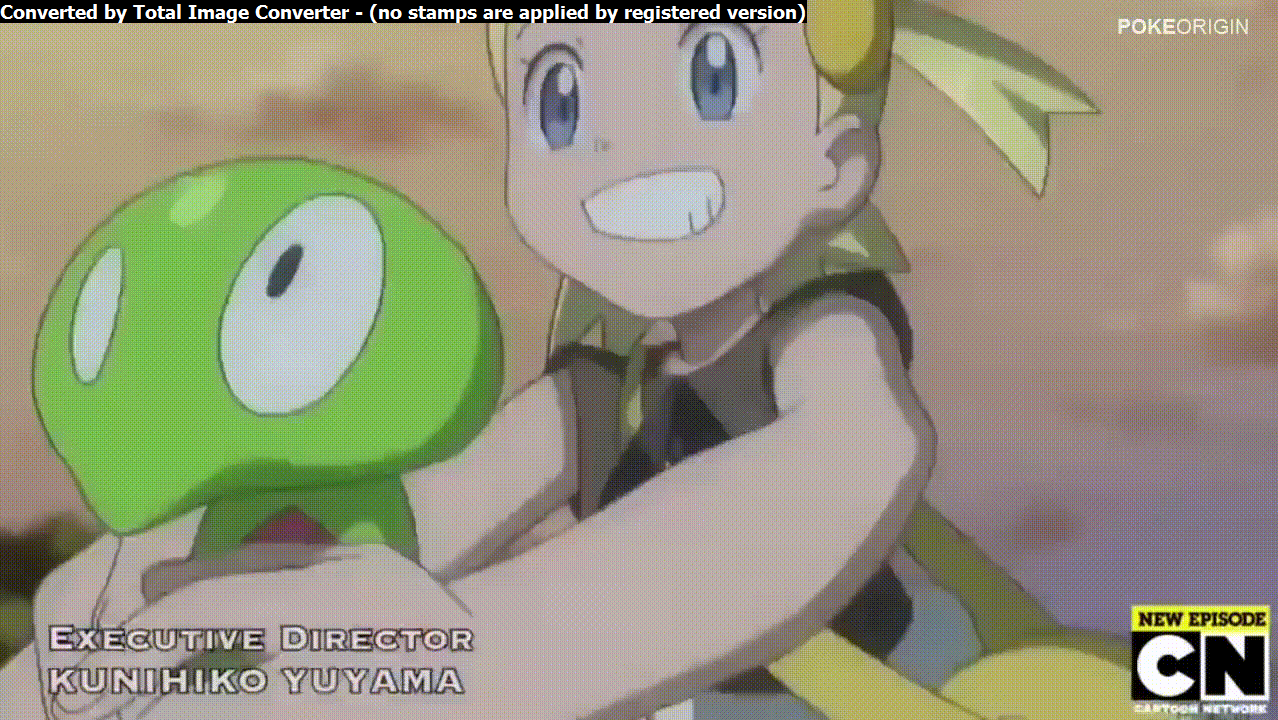 Converted by Total Image Converter - (no stamps are applied by registered version)
POKEORIGIN
EXECUTIVE DIRECTOR
KUNIHIKO YUYAMA
NEW EPISODE
CN
CARTOON NETWORK